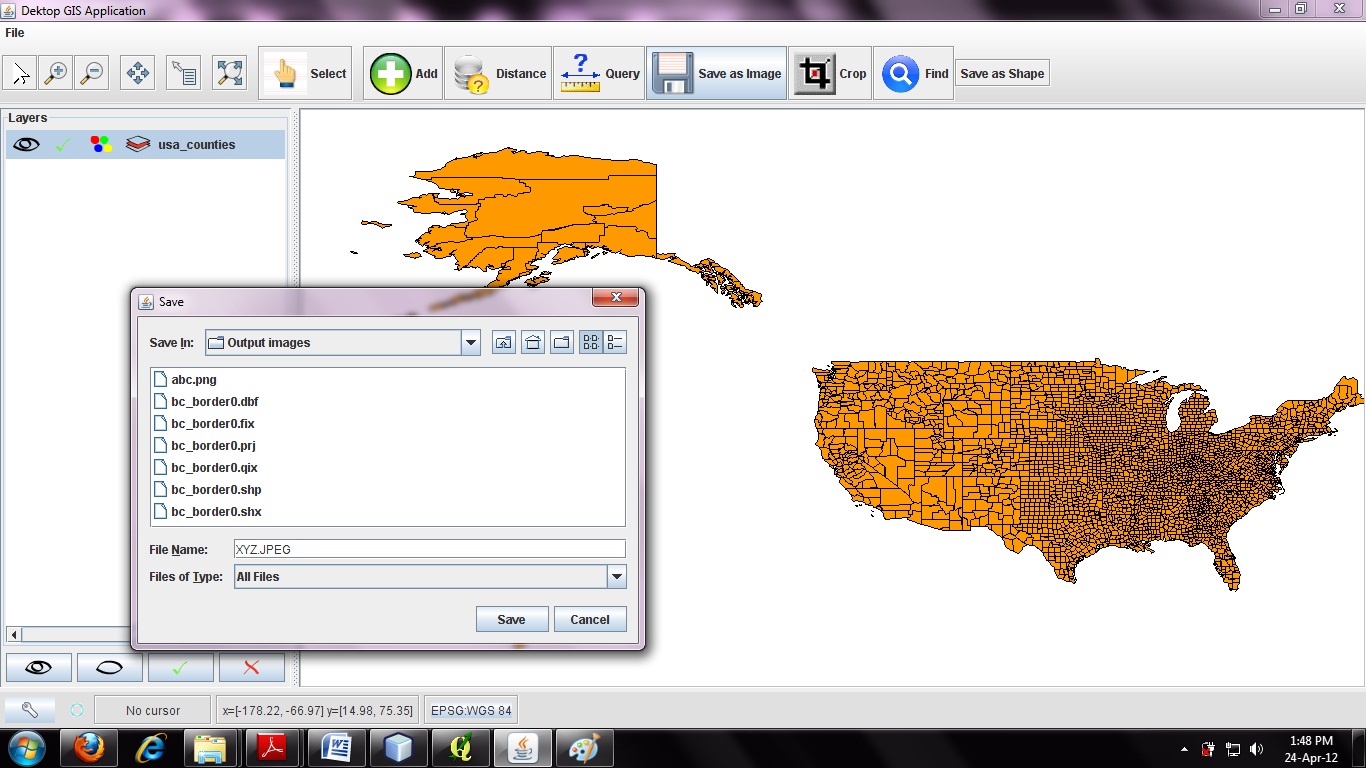 Dektop GIS Application
File
Select
Add
Distance
Query
Save as Image
Crop
Find
Save as Shape
?
?
Layers
usa_counties
Save
Save In: Output images
abc.png
bc_border0.dbf
bc_border0.fix
bc_border0.prj
bc_border0.qix
bc_border0.shp
bc_border0.shx
File Name: XYZ.JPEG
Files of Type: All Files
Save Cancel
No cursor x=[-178.22, -66.97] y=[14.98, 75.35] EPSG:WGS 84
W
1:48 PM
24-Apr-12